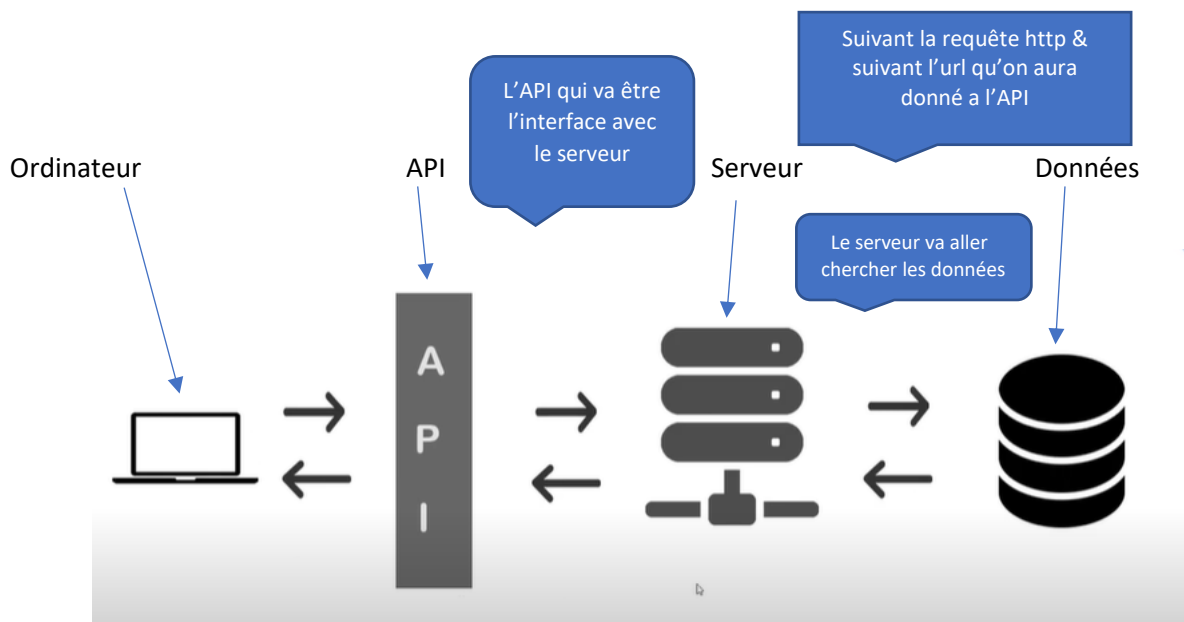 Suivant la requête http &
suivant l’url qu’on aura
donné a l’API
L’API qui va être
l’interface avec
le serveur
Ordinateur
API
Serveur
Données
Le serveur va aller
chercher les données
A
P
I